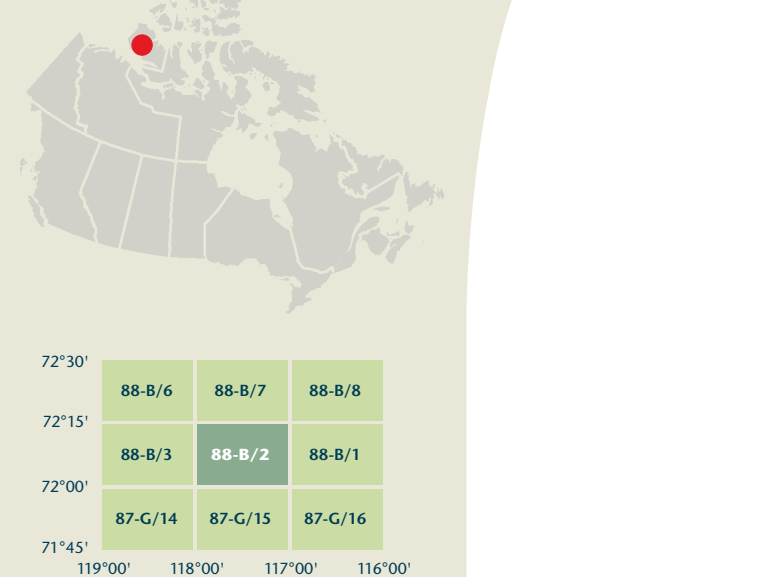 72°30'
88-B/6 88-B/7 88-B/8
72°15'
88-B/3 88-B/2 88-B/1
72°00'
87-G/14 87-G/15 87-G/16
71°45'
119°00' 118°00' 117°00' 116°00'